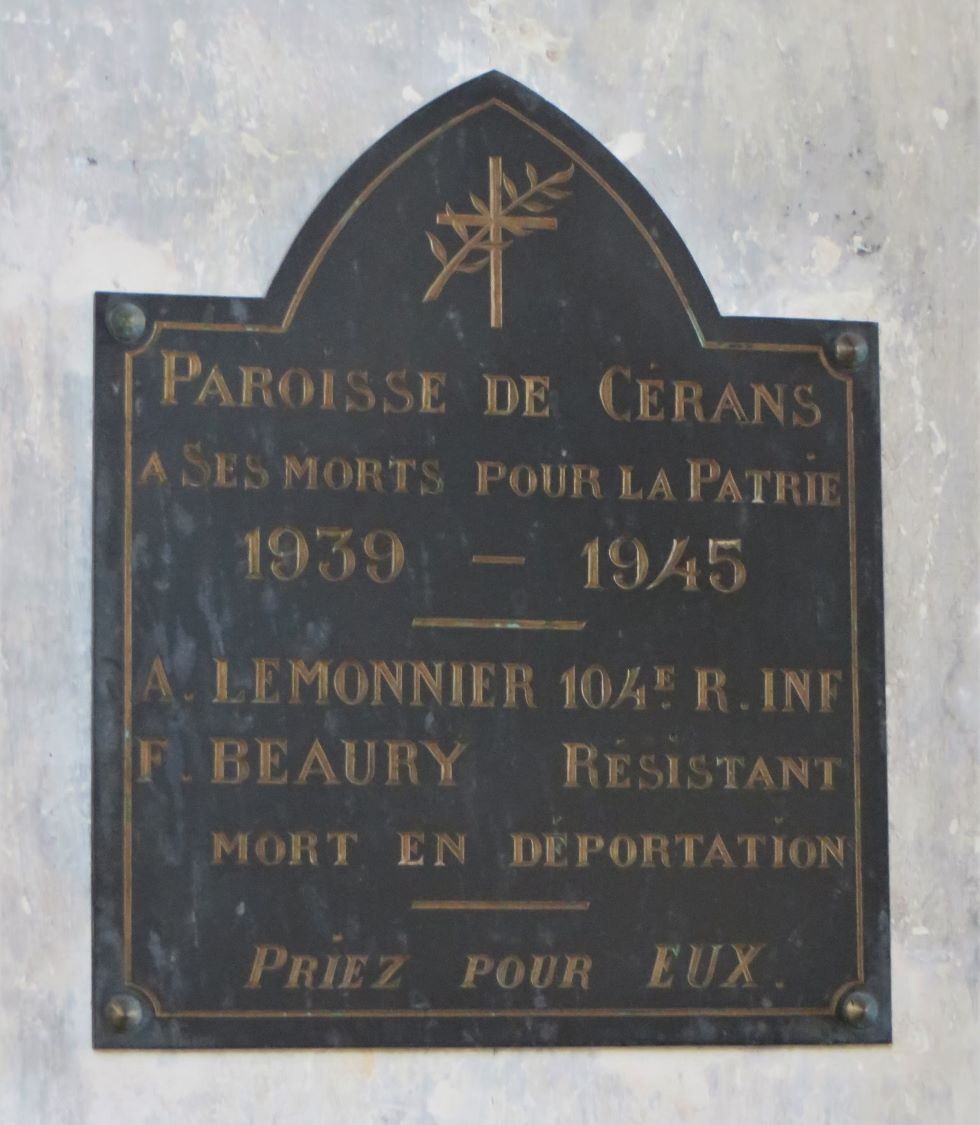 PAROISSE DE CÉRANS
A SES MORTS POUR LA PATRIE
1939 — 1945
A. LEMONNIER 104E. R. INF
F. BEAURY RÉSISTANT
MORT EN DÉPORTATION
PRIEZ POUR EUX.